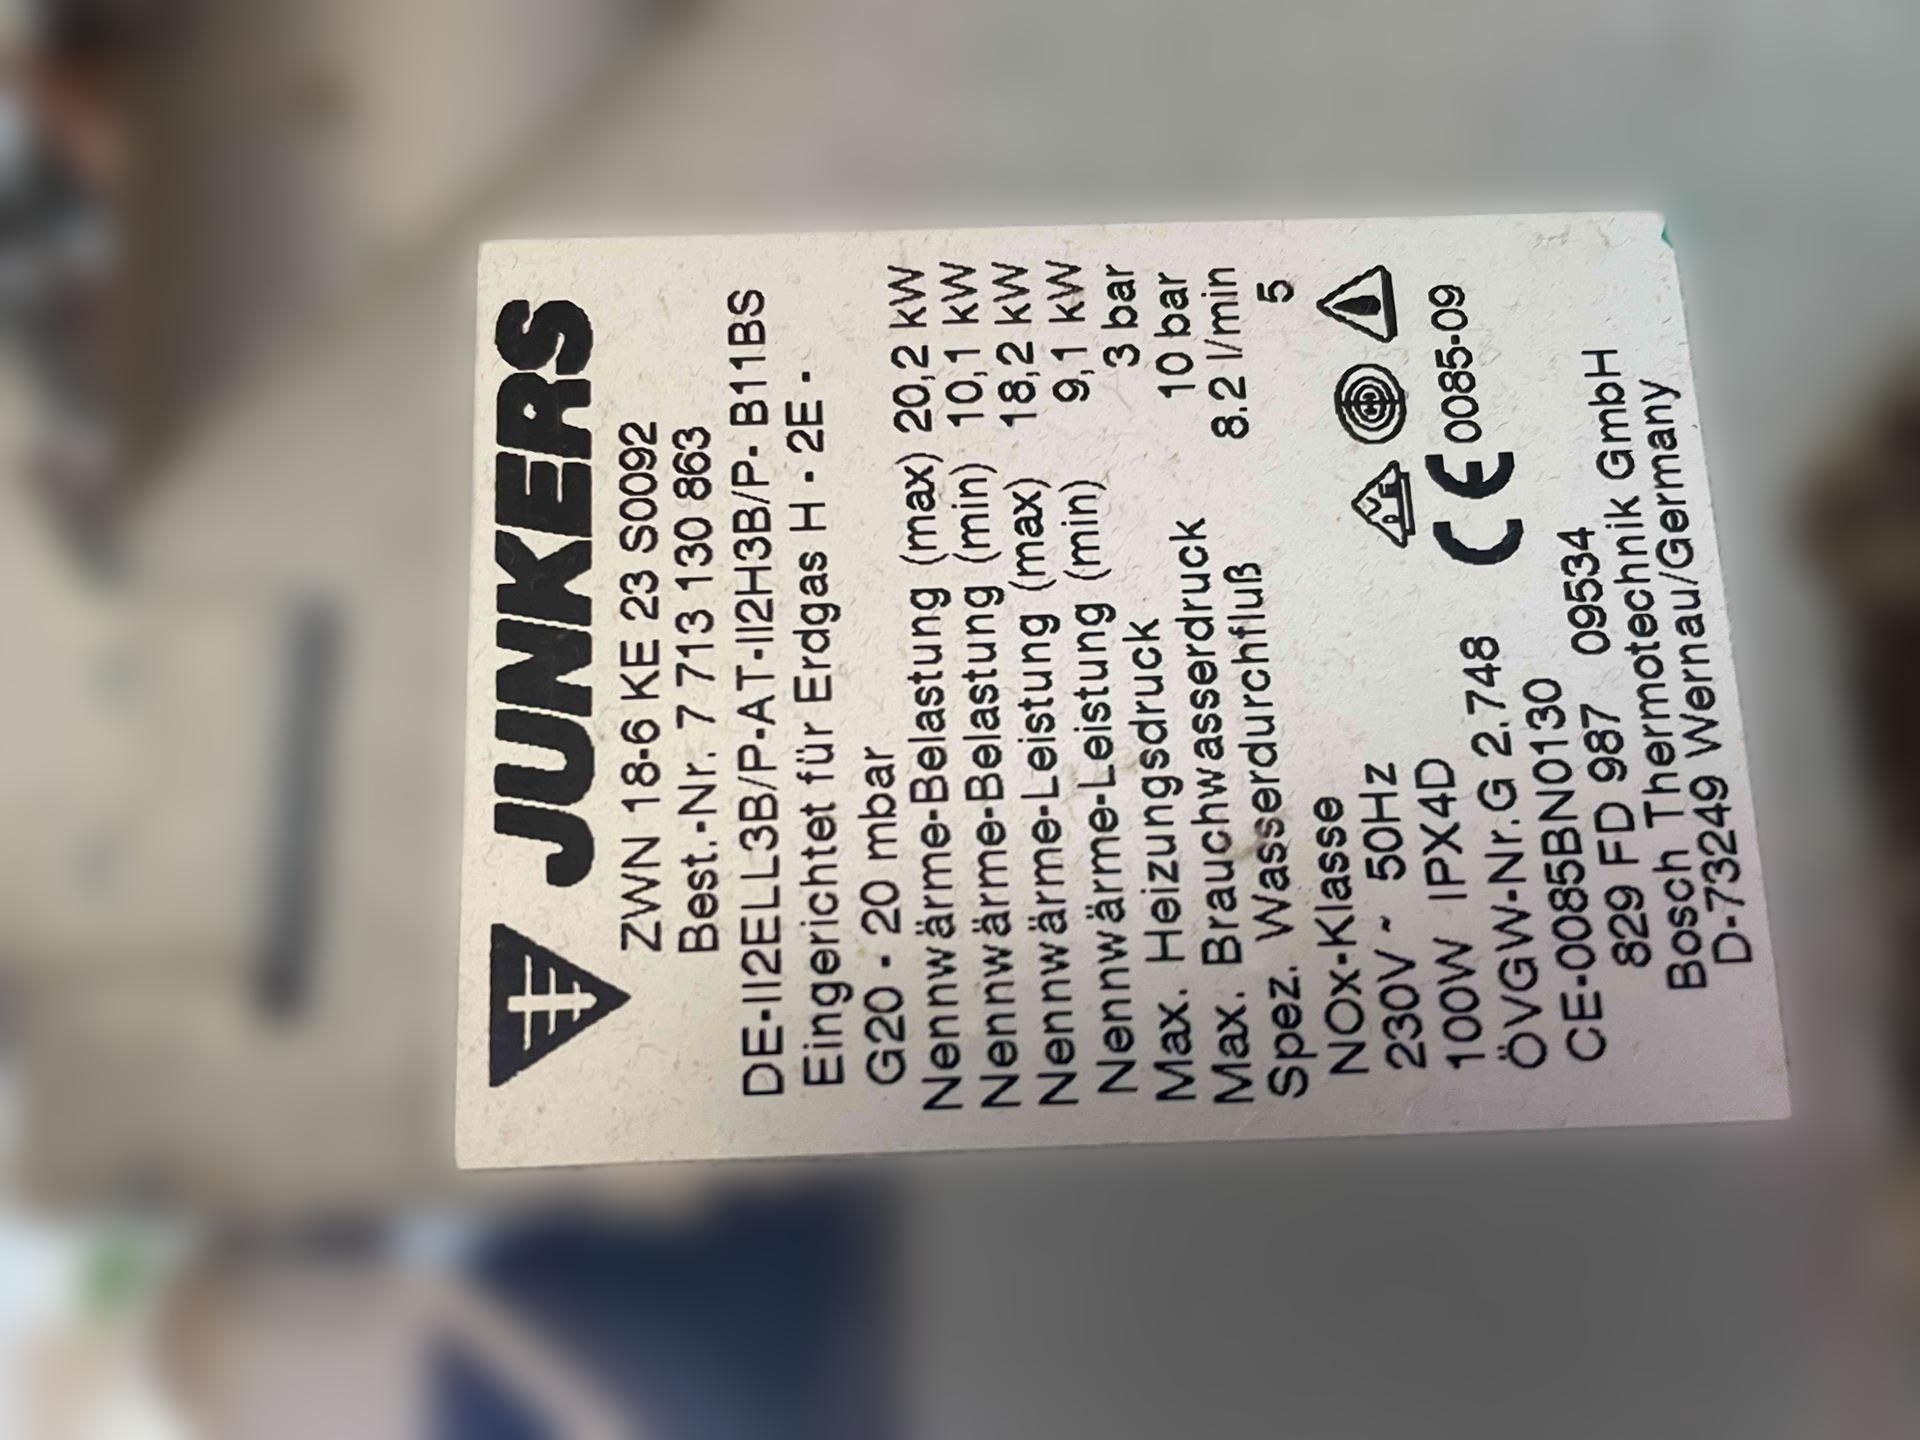 JUNKERS
ZWN 18-6 KE 23 S0092
Best.-Nr. 7 713 130 863
DE-II2ELL3B/P-AT-II2H3B/P- B11BS
Eingerichtet für Erdgas H - 2E -
G20 - 20 mbar
Nennwärme-Belastung (max) 20,2 kW
Nennwärme-Belastung (min) 10,1 kW
Nennwärme-Leistung (max) 18,2 kW
Nennwärme-Leistung (min) 9,1 kW
Max. Heizungsdruck 3 bar
Max. Brauchwasserdruck 10 bar
Spez. Wasserdurchfluß 8.2 l/min
NOx-Klasse 5
230V ~ 50Hz
100W IPX4D
ÖVGW-Nr.G 2.748 CE 0085-09
CE-0085BN0130
829 FD 987 09534
Bosch Thermotechnik GmbH
D-73249 Wernau/Germany